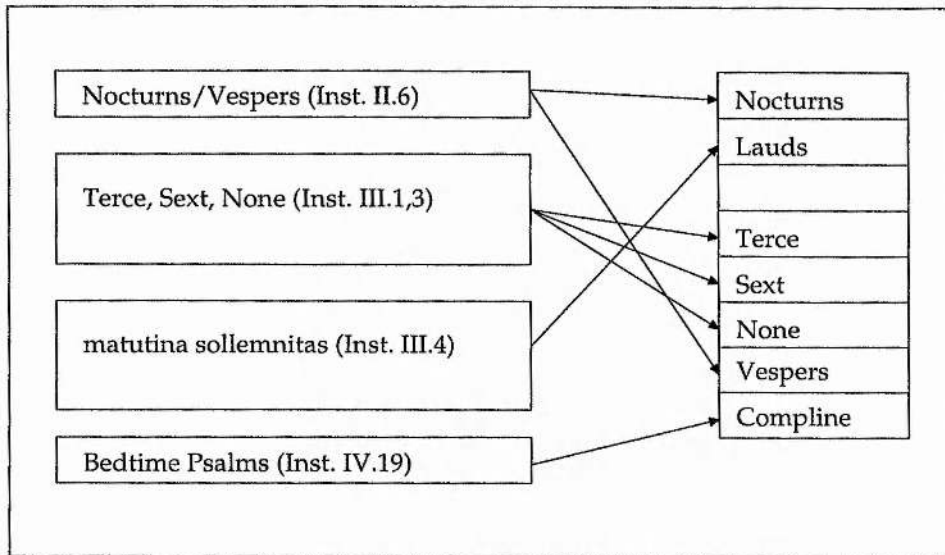 Nocturns/Vespers (Inst. II.6)
Terce, Sext, None (Inst. III.1,3)
matutina sollemnitas (Inst. III.4)
Bedtime Psalms (Inst. IV.19)
Nocturns
Lauds
Terce
Sext
None
Vespers
Compline